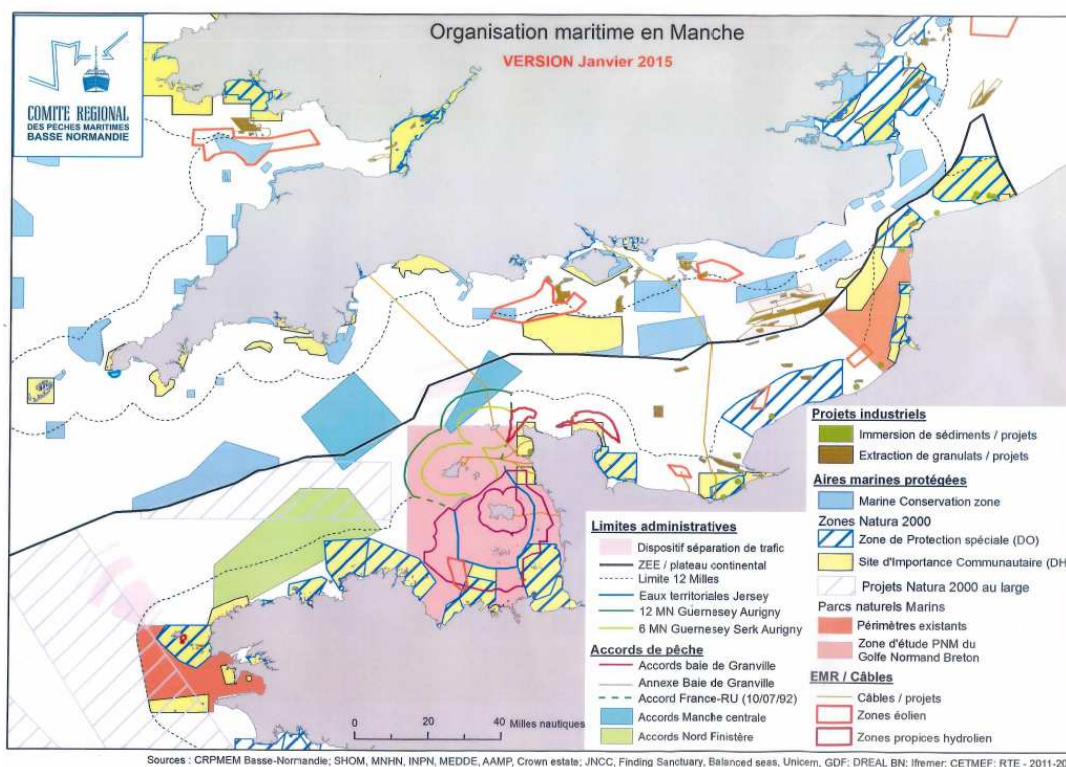 Organisation maritime en Manche
VERSION Janvier 2015
COMITE REGIONAL
DES PECHES MARITIMES
BASSE NORMANDIE
Projets industriels
Immersion de sédiments / projets
Extraction de granulats / projets
Aires marines protégées
Marine Conservation zone
Zones Natura 2000
Zone de Protection spéciale (DO)
Site d'Importance Communautaire (DH
Projets Natura 2000 au large
Parcs naturels Marins
Périmètres existants
Zone d'étude PNM du
Golfe Normand Breton
EMR / Câbles
Câbles / projets
Zones éolien
Zones propices hydrolien
Limites administratives
Dispositif séparation de trafic
ZEE / plateau continental
Limite 12 Milles
Eaux territoriales Jersey
12 MN Guernesey Aurigny
6 MN Guernesey Serk Aurigny
Accords de pêche
Accords baie de Granville
Annexe Baie de Granville
Accord France-RU (10/07/92)
Accords Manche centrale
Accords Nord Finistère
0 20 40 Milles nautiques
Sources : CRPMEM Basse-Normandie; SHOM, MNHN, INPN, MEDDE, AAMP, Crown estate; JNCC, Finding Sanctuary, Balanced seas, Unicem, GDF; DREAL BN; Ifremer; CETMEF; RTE - 2011-20